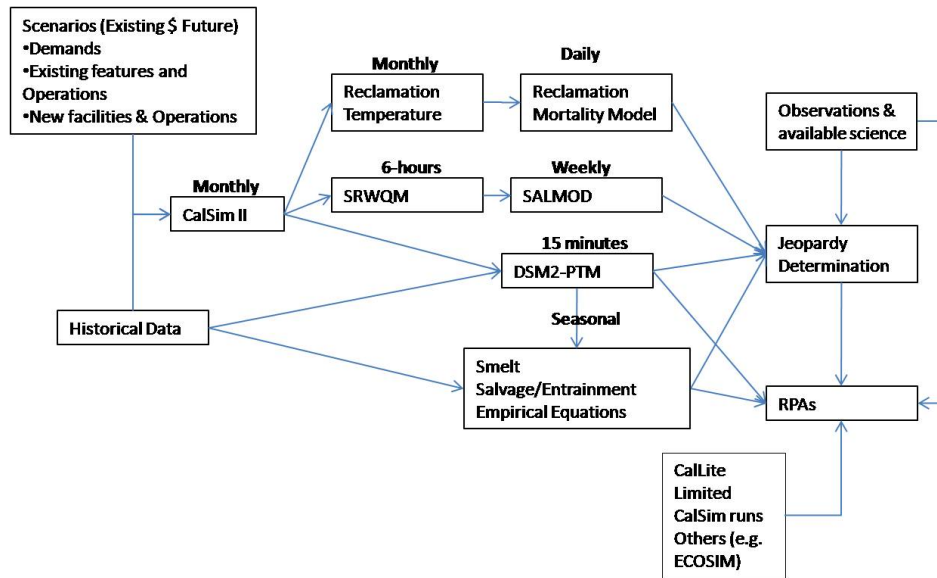 Scenarios (Existing $ Future)
•Demands
•Existing features and
Operations
•New facilities & Operations
Monthly
Reclamation
Temperature
Daily
Reclamation
Mortality Model
Observations &
available science
6-hours
SRWQM
Weekly
SALMOD
Monthly
CalSim II
15 minutes
DSM2-PTM
Jeopardy
Determination
Historical Data
Seasonal
Smelt
Salvage/Entrainment
Empirical Equations
RPAs
CalLite
Limited
CalSim runs
Others (e.g.
ECOSIM)